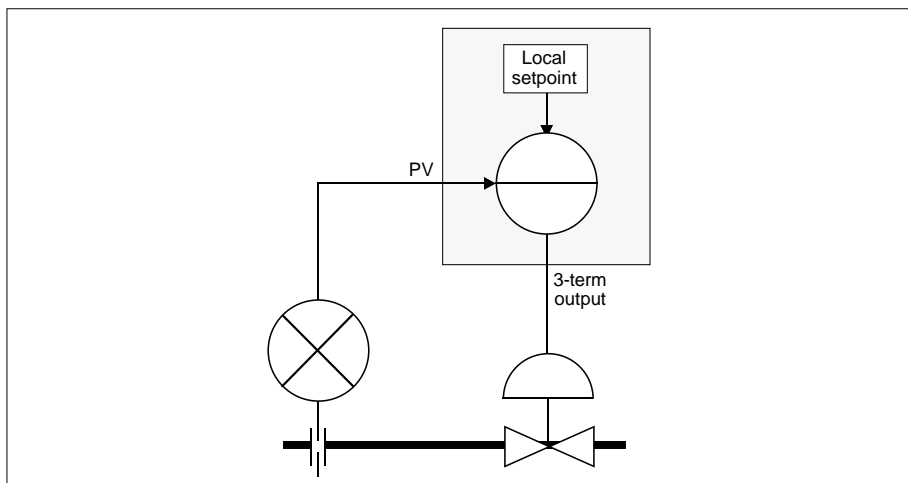 Local
setpoint
PV
3-term
output